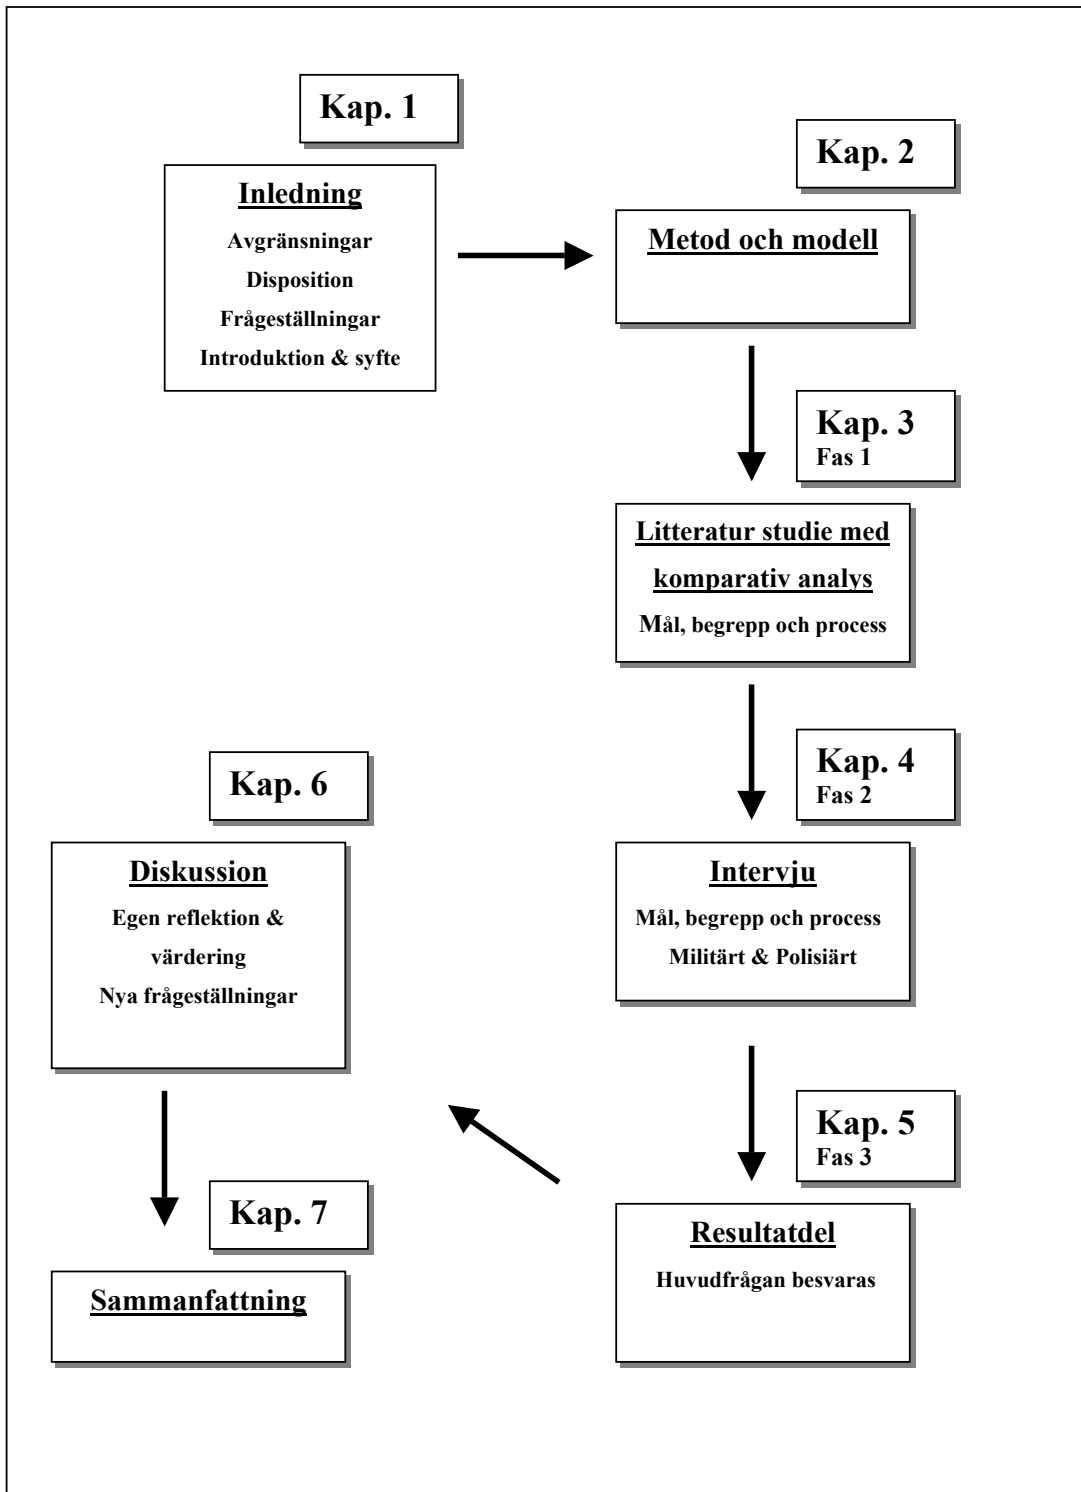 Kap. 1
Inledning
Avgränsningar
Disposition
Frågeställningar
Introduktion & syfte
Kap. 2
Metod och modell
Kap. 3
Fas 1
Litteratur studie med
komparativ analys
Mål, begrepp och process
Kap. 4
Fas 2
Intervju
Mål, begrepp och process
Militärt & Polisiärt
Kap. 5
Fas 3
Resultatdel
Huvudfrågan besvaras
Kap. 6
Diskussion
Egen reflektion &
värdering
Nya frågeställningar
Kap. 7
Sammanfattning